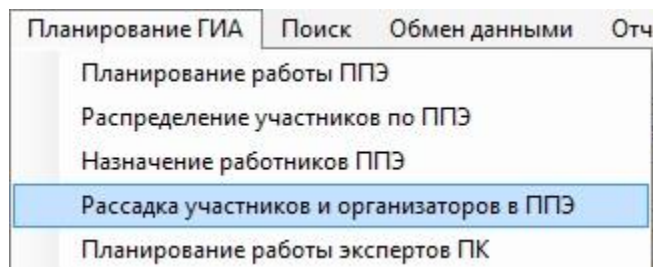 Планирование ГИА Поиск Обмен данными Отч
Планирование работы ППЭ
Распределение участников по ППЭ
Назначение работников ППЭ
Рассадка участников и организаторов в ППЭ
Планирование работы экспертов ПК